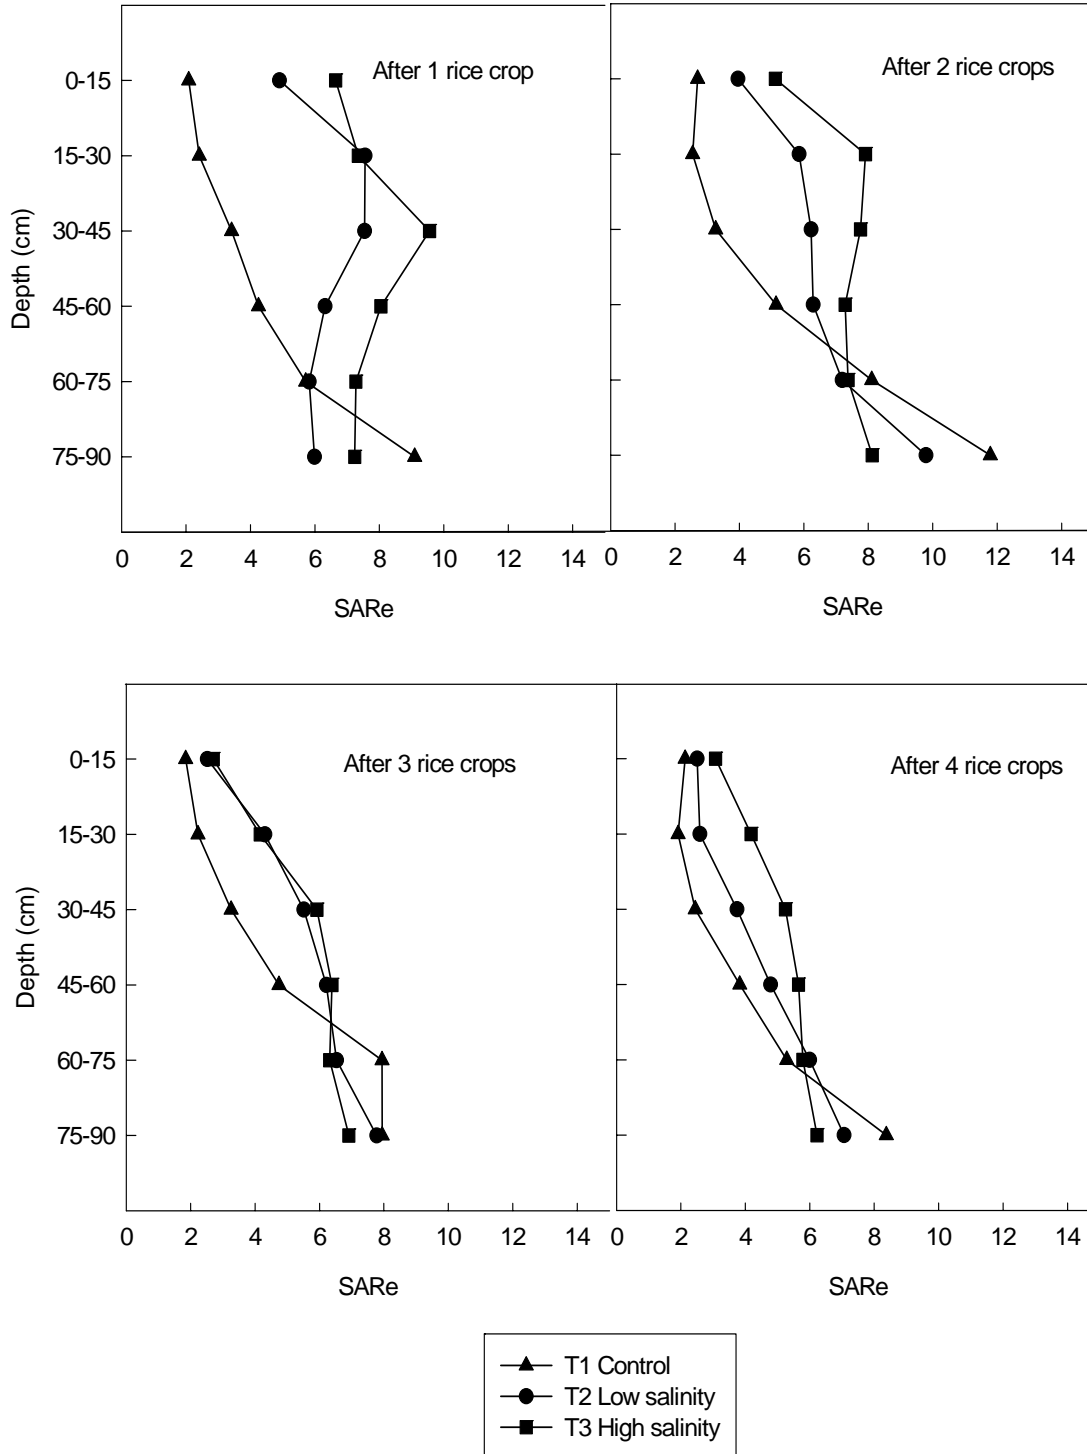 After 1 rice crop
0-15
15-30
30-45
45-60
60-75
75-90
Depth (cm)
0 2 4 6 8 10 12 14
SARe
After 2 rice crops
0 2 4 6 8 10 12 14
SARe
After 3 rice crops
0-15
15-30
30-45
45-60
60-75
75-90
Depth (cm)
0 2 4 6 8 10 12 14
SARe
After 4 rice crops
0 2 4 6 8 10 12 14
SARe
T1 Control
T2 Low salinity
T3 High salinity